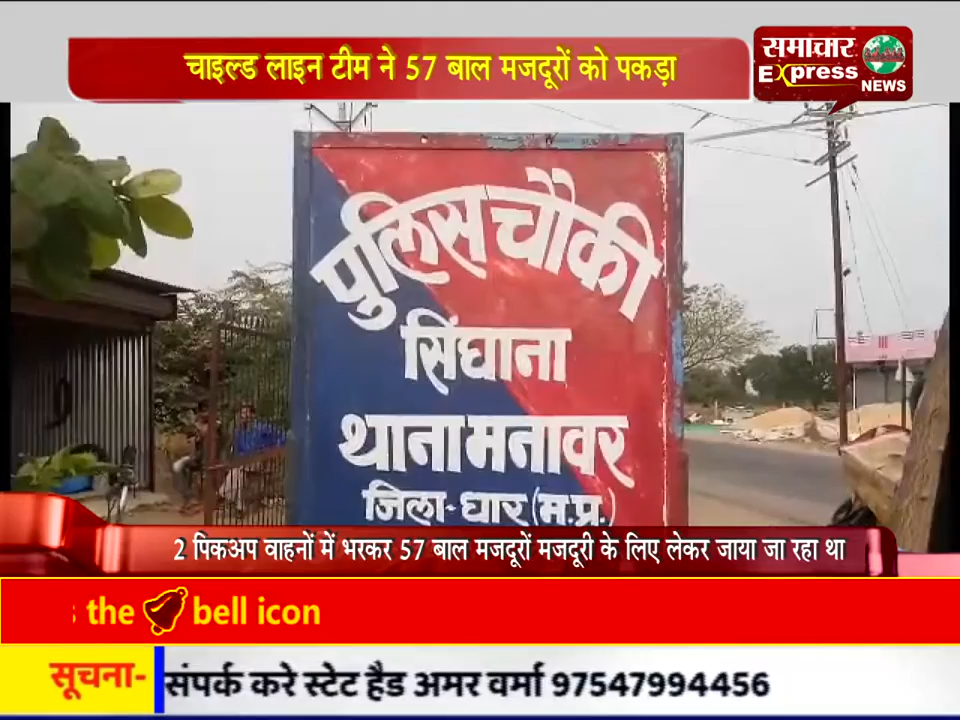 चाइल्ड लाइन टीम ने 57 बाल मजदूरों को पकड़ा
समाचार
Express
NEWS
पुलिस चौकी
सिंघाना
थाना मनावर
जिला-धार (म.प्र.)
2 पिकअप वाहनों में भरकर 57 बाल मजदूरों मजदूरी के लिए लेकर जाया जा रहा था
the bell icon
सूचना- संपर्क करे स्टेट हैड अमर वर्मा 97547994456